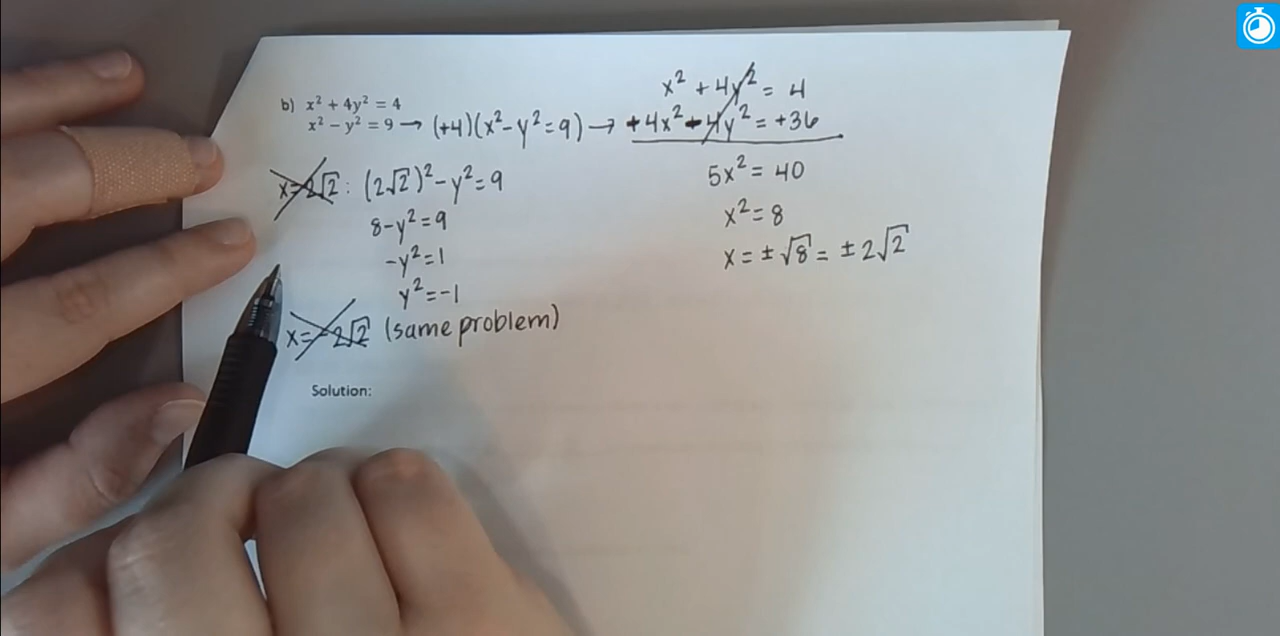 b) x² + 4y² = 4
x² − y² = 9 → (+4)(x² − y² = 9) → +4x² − 4y² = +36
x² + 4y² = 4
5x² = 40
x² = 8
x = ± √8 = ± 2√2
x = 2√2 : (2√2)² − y² = 9
8 − y² = 9
−y² = 1
y² = −1
x = −2√2 (same problem)
Solution: